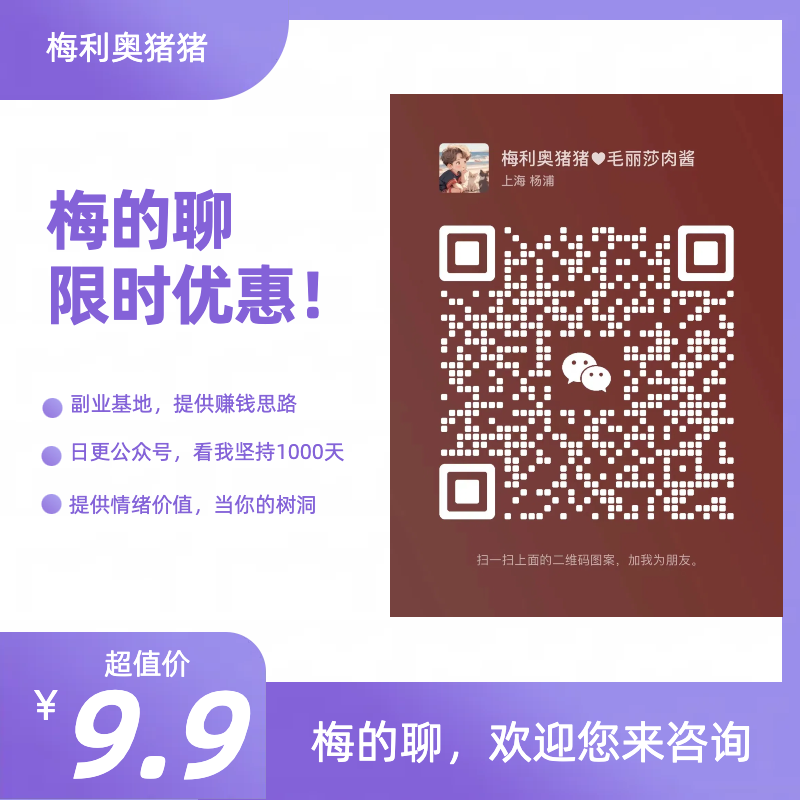 梅利奥猪猪
梅的聊
限时优惠！
副业基地，提供赚钱思路
日更公众号，看我坚持1000天
提供情绪价值，当你的树洞
梅利奥猪猪♥毛丽莎肉酱
上海 杨浦
扫一扫上面的二维码图案，加我为朋友。
超值价
¥9.9
梅的聊，欢迎您来咨询